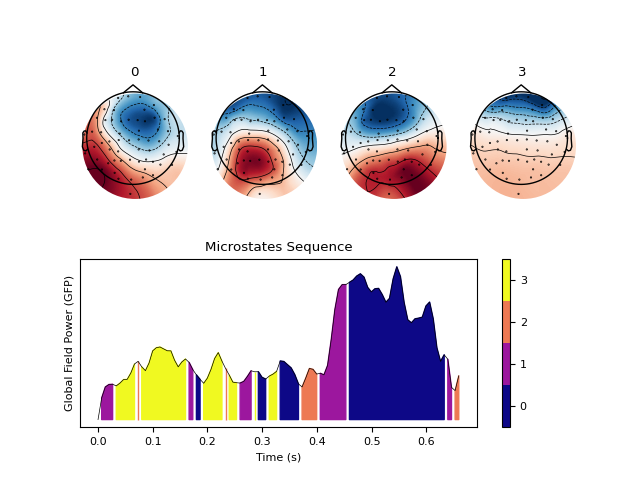 0 1 2 3
Microstates Sequence
Global Field Power (GFP)
3
2
1
0
0.0 0.1 0.2 0.3 0.4 0.5 0.6
Time (s)